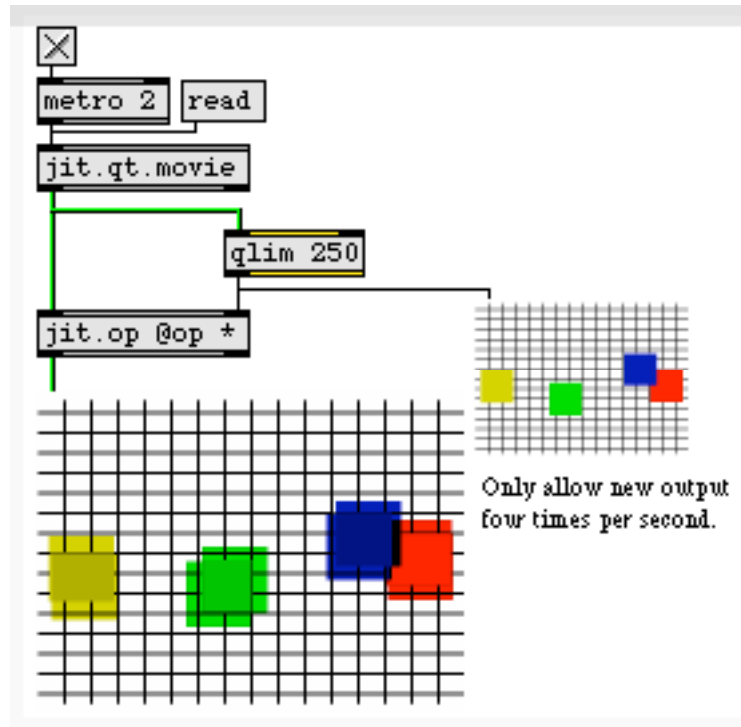 metro 2
read
jit.qt.movie
qlim 250
jit.op @op *
Only allow new output
four times per second.